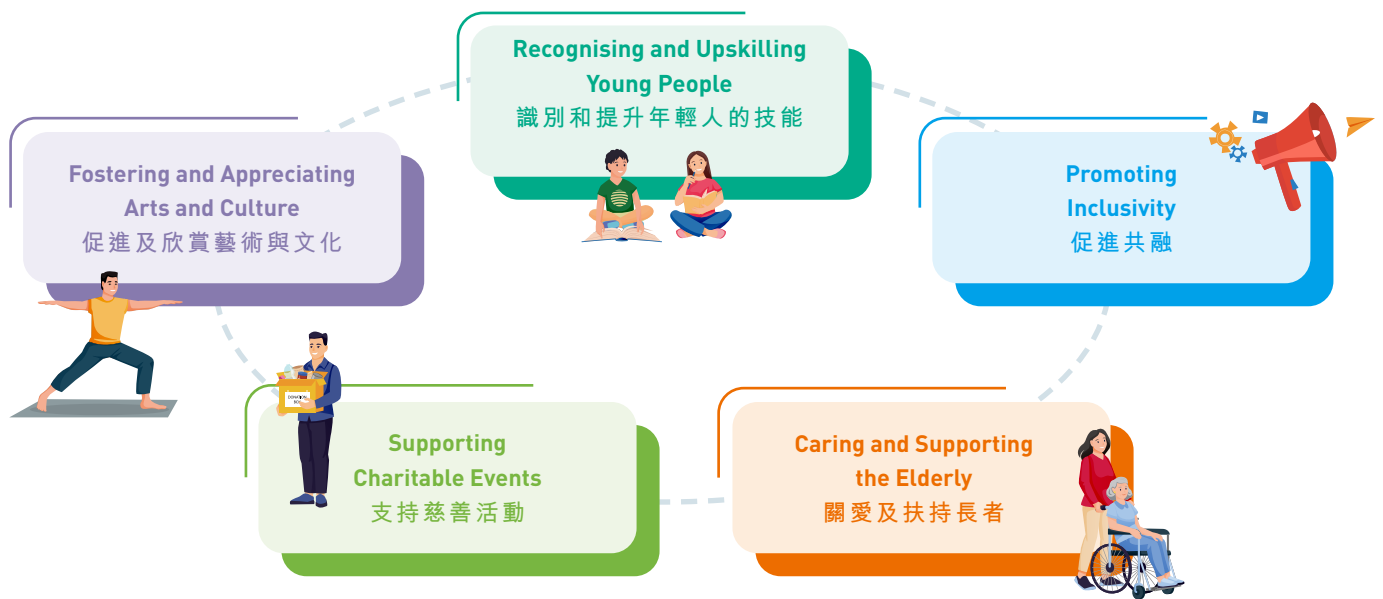 Recognising and Upskilling
Young People
識別和提升年輕人的技能
Fostering and Appreciating
Arts and Culture
促進及欣賞藝術與文化
Promoting
Inclusivity
促進共融
Supporting
Charitable Events
支持慈善活動
DONATION
BOX
Caring and Supporting
the Elderly
關愛及扶持長者